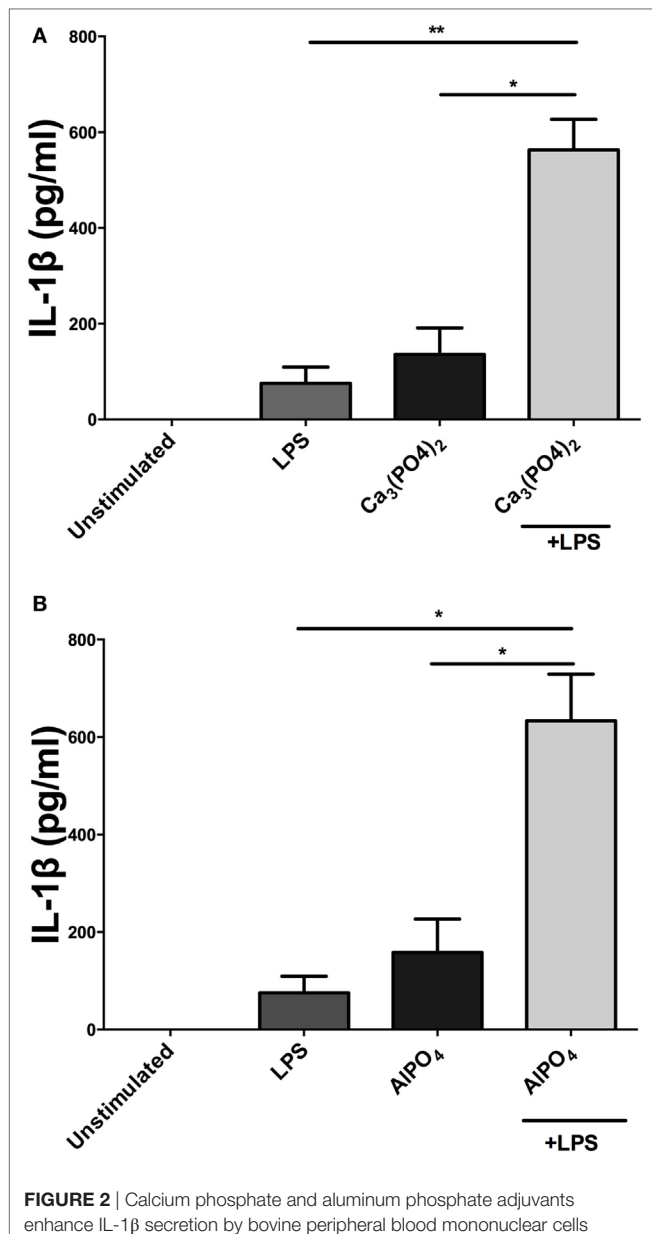 A
800
**
*
600
400
200
0
IL-1β (pg/ml)
Unstimulated
LPS
Ca₃(PO4)₂
Ca₃(PO4)₂
+LPS
B
800
*
*
600
400
200
0
IL-1β (pg/ml)
Unstimulated
LPS
AlPO₄
AlPO₄
+LPS
FIGURE 2 | Calcium phosphate and aluminum phosphate adjuvants
enhance IL-1β secretion by bovine peripheral blood mononuclear cells